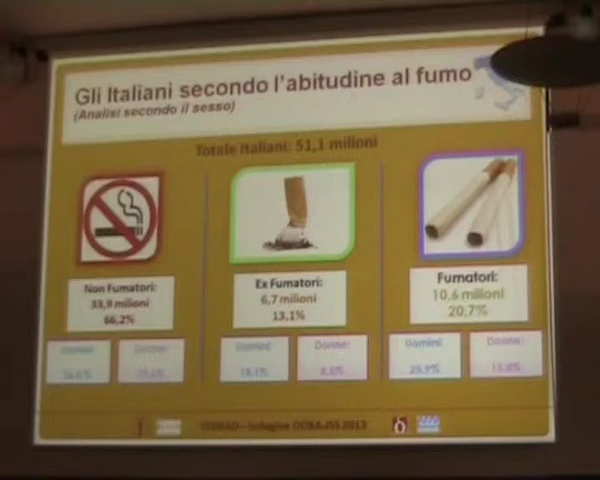 Gli Italiani secondo l'abitudine al fumo
(Analisi secondo il sesso)
Totale Italiani: 51,1 milioni
Non Fumatori:
33,9 milioni
66,2%
Ex Fumatori:
6,7 milioni
13,1%
Fumatori:
10,6 milioni
20,7%
Uomini
Donne:
Uomini:
Donne:
Uomini
Donne: